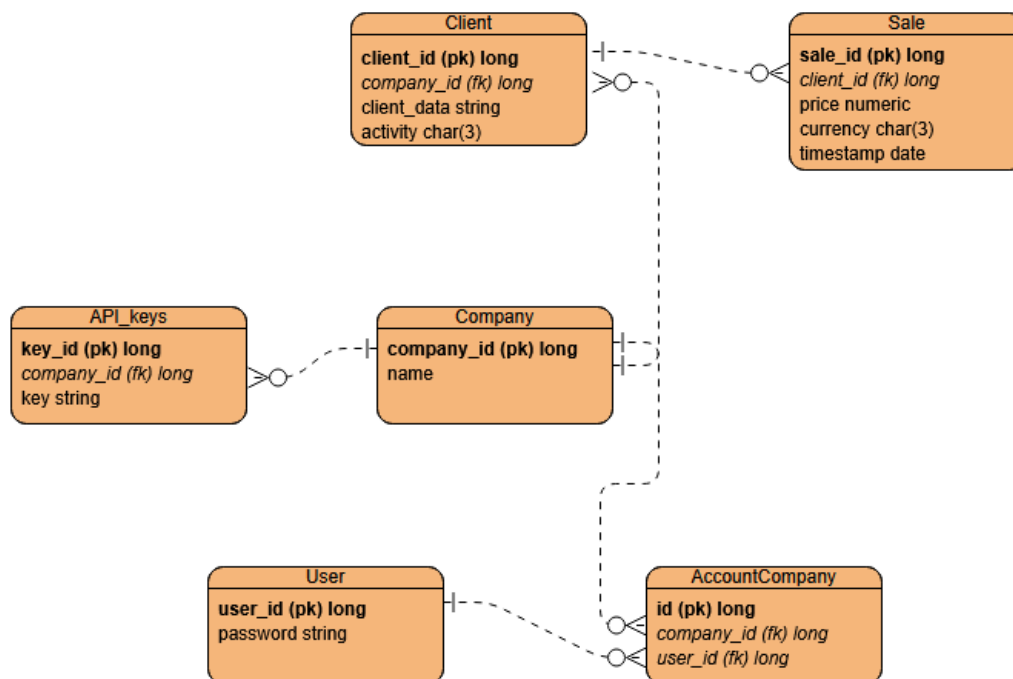 Client
client_id (pk) long
company_id (fk) long
client_data string
activity char(3)
Sale
sale_id (pk) long
client_id (fk) long
price numeric
currency char(3)
timestamp date
API_keys
key_id (pk) long
company_id (fk) long
key string
Company
company_id (pk) long
name
User
user_id (pk) long
password string
AccountCompany
id (pk) long
company_id (fk) long
user_id (fk) long